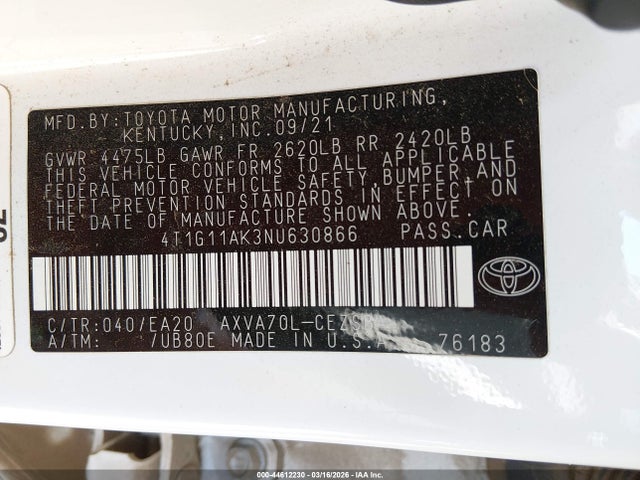 MFD.BY:TOYOTA MOTOR MANUFACTURING,
KENTUCKY,INC.09/21
GVWR 4475LB GAWR FR 2620LB RR 2420LB
THIS VEHICLE CONFORMS TO ALL APPLICABLE
FEDERAL MOTOR VEHICLE SAFETY,BUMPER,AND
THEFT PREVENTION STANDARDS IN EFFECT ON
THE DATE OF MANUFACTURE SHOWN ABOVE.
4T1G11AK3NU630866 PASS.CAR
C/TR:040/EA20 AXVA70L-
A/TM: /UB80E MADE IN U.S.A. 76183
000-44612230 - 03/16/2026 - IAA Inc.